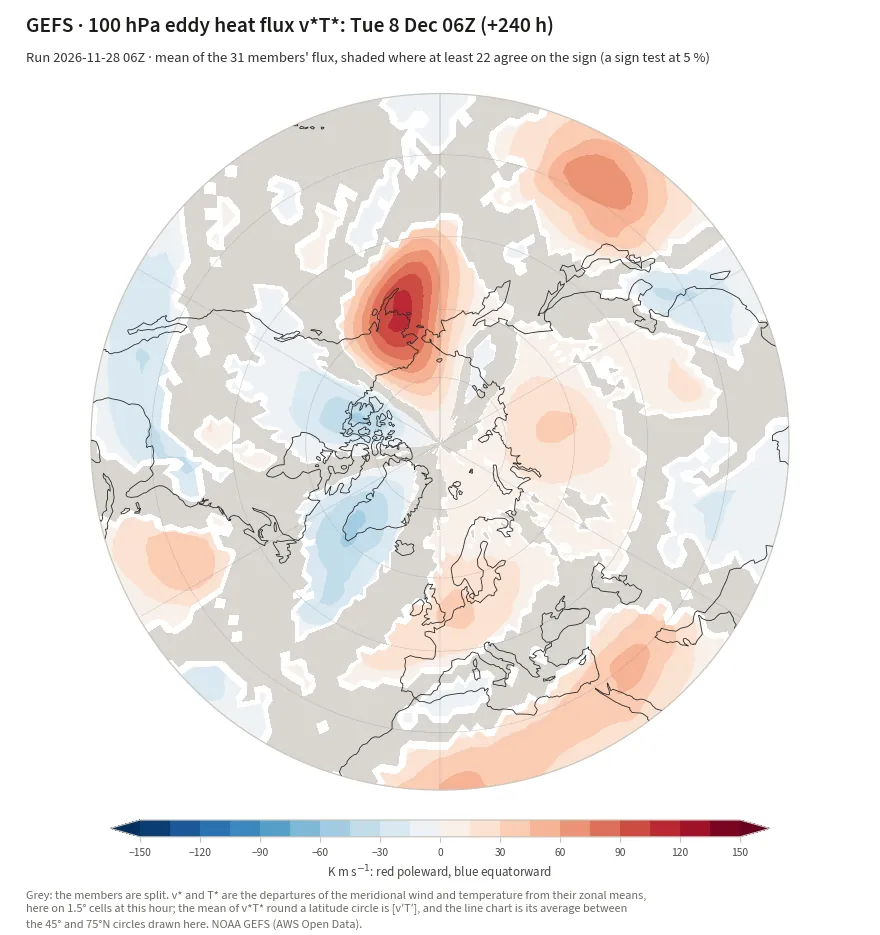 GEFS · 100 hPa eddy heat flux v*T*: Tue 8 Dec 06Z (+240 h)
Run 2026-11-28 06Z · mean of the 31 members' flux, shaded where at least 22 agree on the sign (a sign test at 5 %)
−150 −120 −90 −60 −30 0 30 60 90 120 150
K m s⁻¹: red poleward, blue equatorward
Grey: the members are split. v* and T* are the departures of the meridional wind and temperature from their zonal means,
here on 1.5° cells at this hour; the mean of v*T* round a latitude circle is [v'T'], and the line chart is its average between
the 45° and 75°N circles drawn here. NOAA GEFS (AWS Open Data).